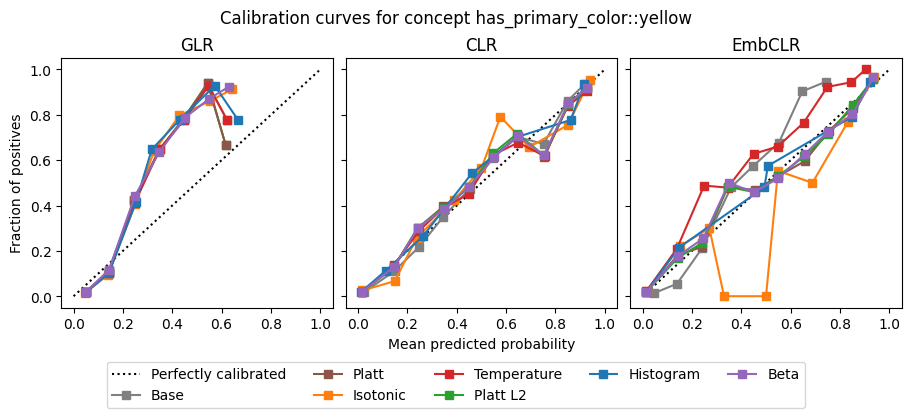 Calibration curves for concept has_primary_color::yellow
GLR
CLR
EmbCLR
Fraction of positives
1.0
0.8
0.6
0.4
0.2
0.0
0.0 0.2 0.4 0.6 0.8 1.0
0.0 0.2 0.4 0.6 0.8 1.0
0.0 0.2 0.4 0.6 0.8 1.0
Mean predicted probability
Perfectly calibrated
Base
Platt
Isotonic
Temperature
Platt L2
Histogram
Beta